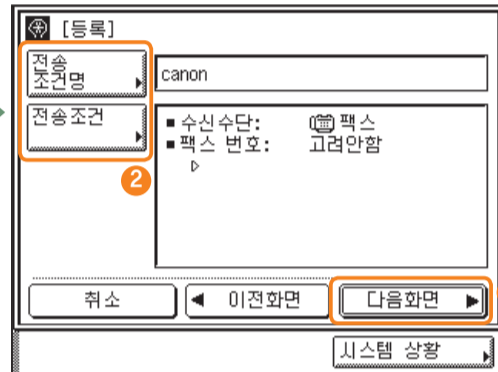 [등록]
전송
조건명
canon
전송조건
■ 수신수단: 팩스
■ 팩스 번호: 고려안함
▷
2
취소
◀ 이전화면
다음화면 ▶
시스템 상황